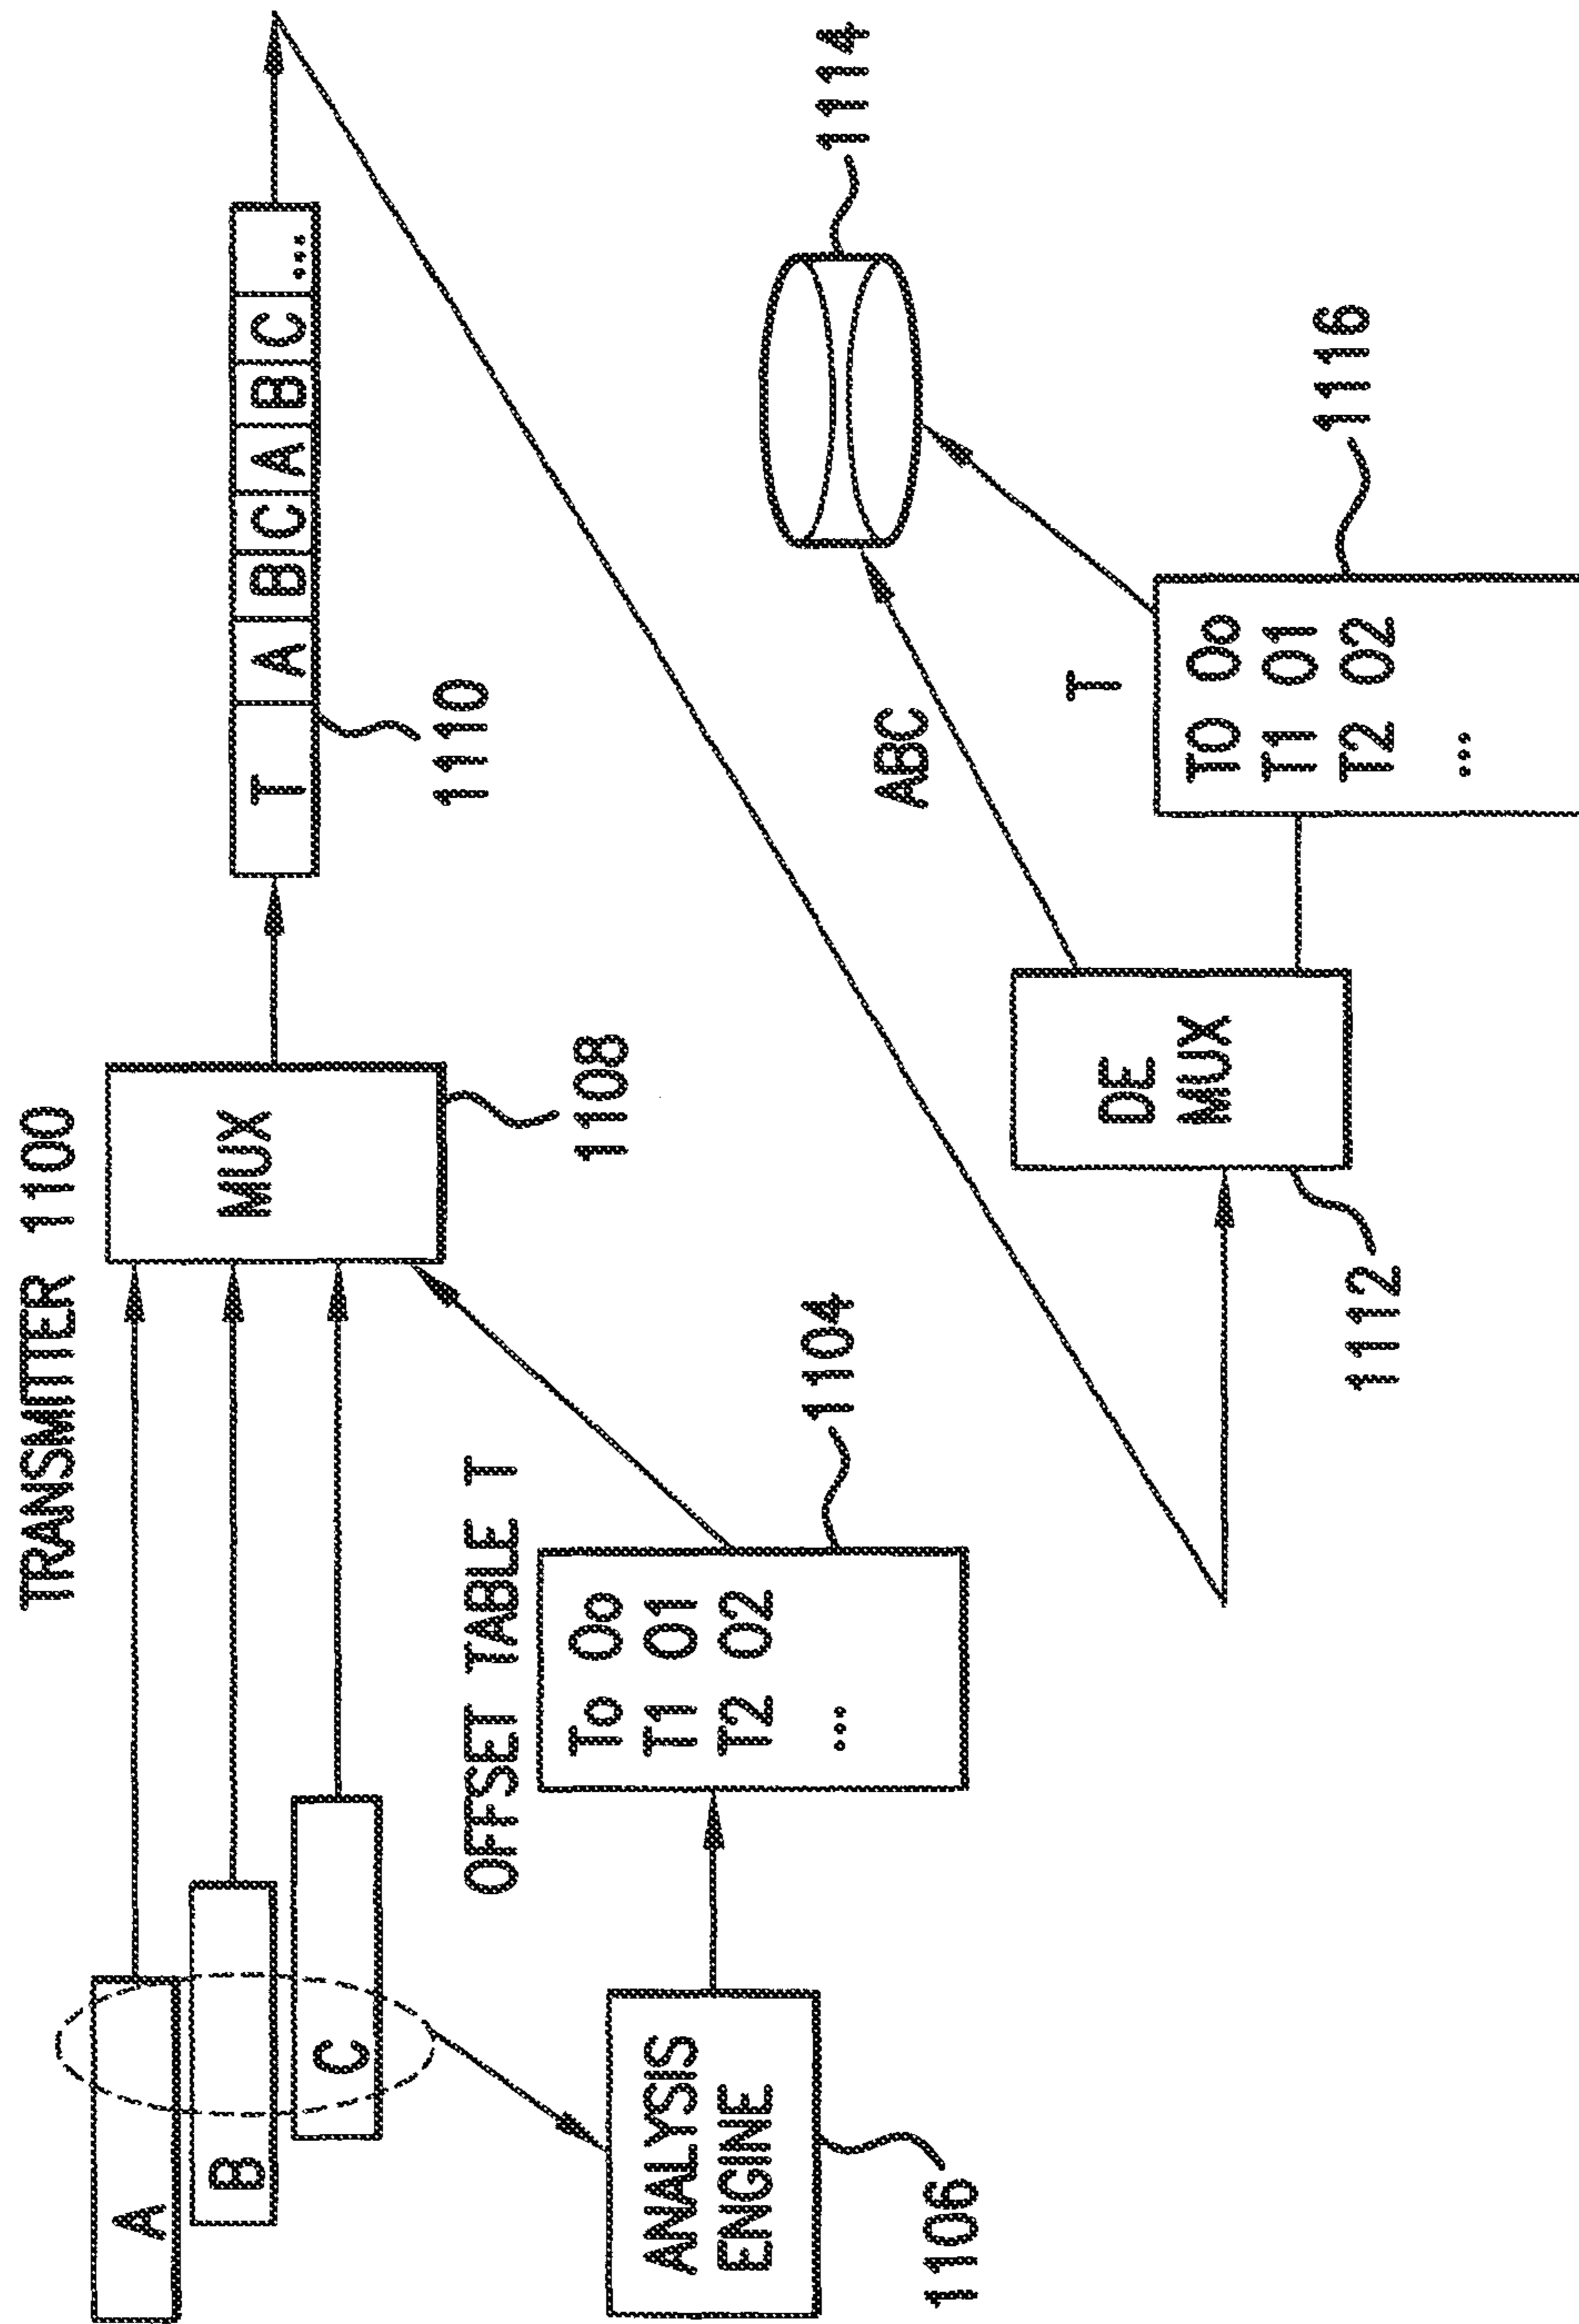 TRANSMITTER 1100
A
B
C
MUX
1108
T A B C A B C ...
1110
OFFSET TABLE T
To Oo
T1 O1
T2 O2
...
1104
ANALYSIS
ENGINE
1106
DE
MUX
1112
ABC
1114
T
T0 Oo
T1 O1
T2 O2
...
1116